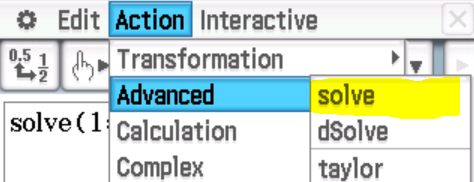 Edit Action Interactive
0.5 1 2
Transformation
Advanced
solve
solve(1
Calculation
dSolve
Complex
taylor